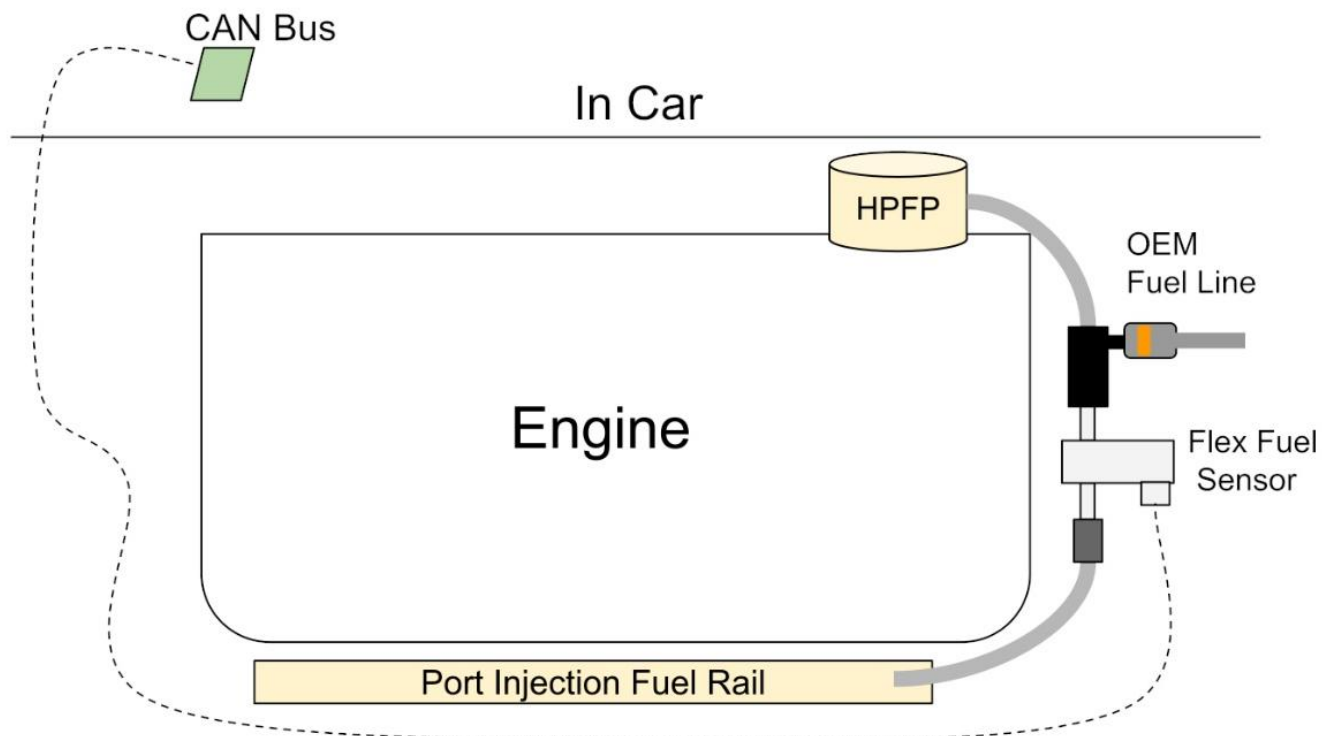 CAN Bus
In Car
HPFP
OEM
Fuel Line
Engine
Flex Fuel
Sensor
Port Injection Fuel Rail